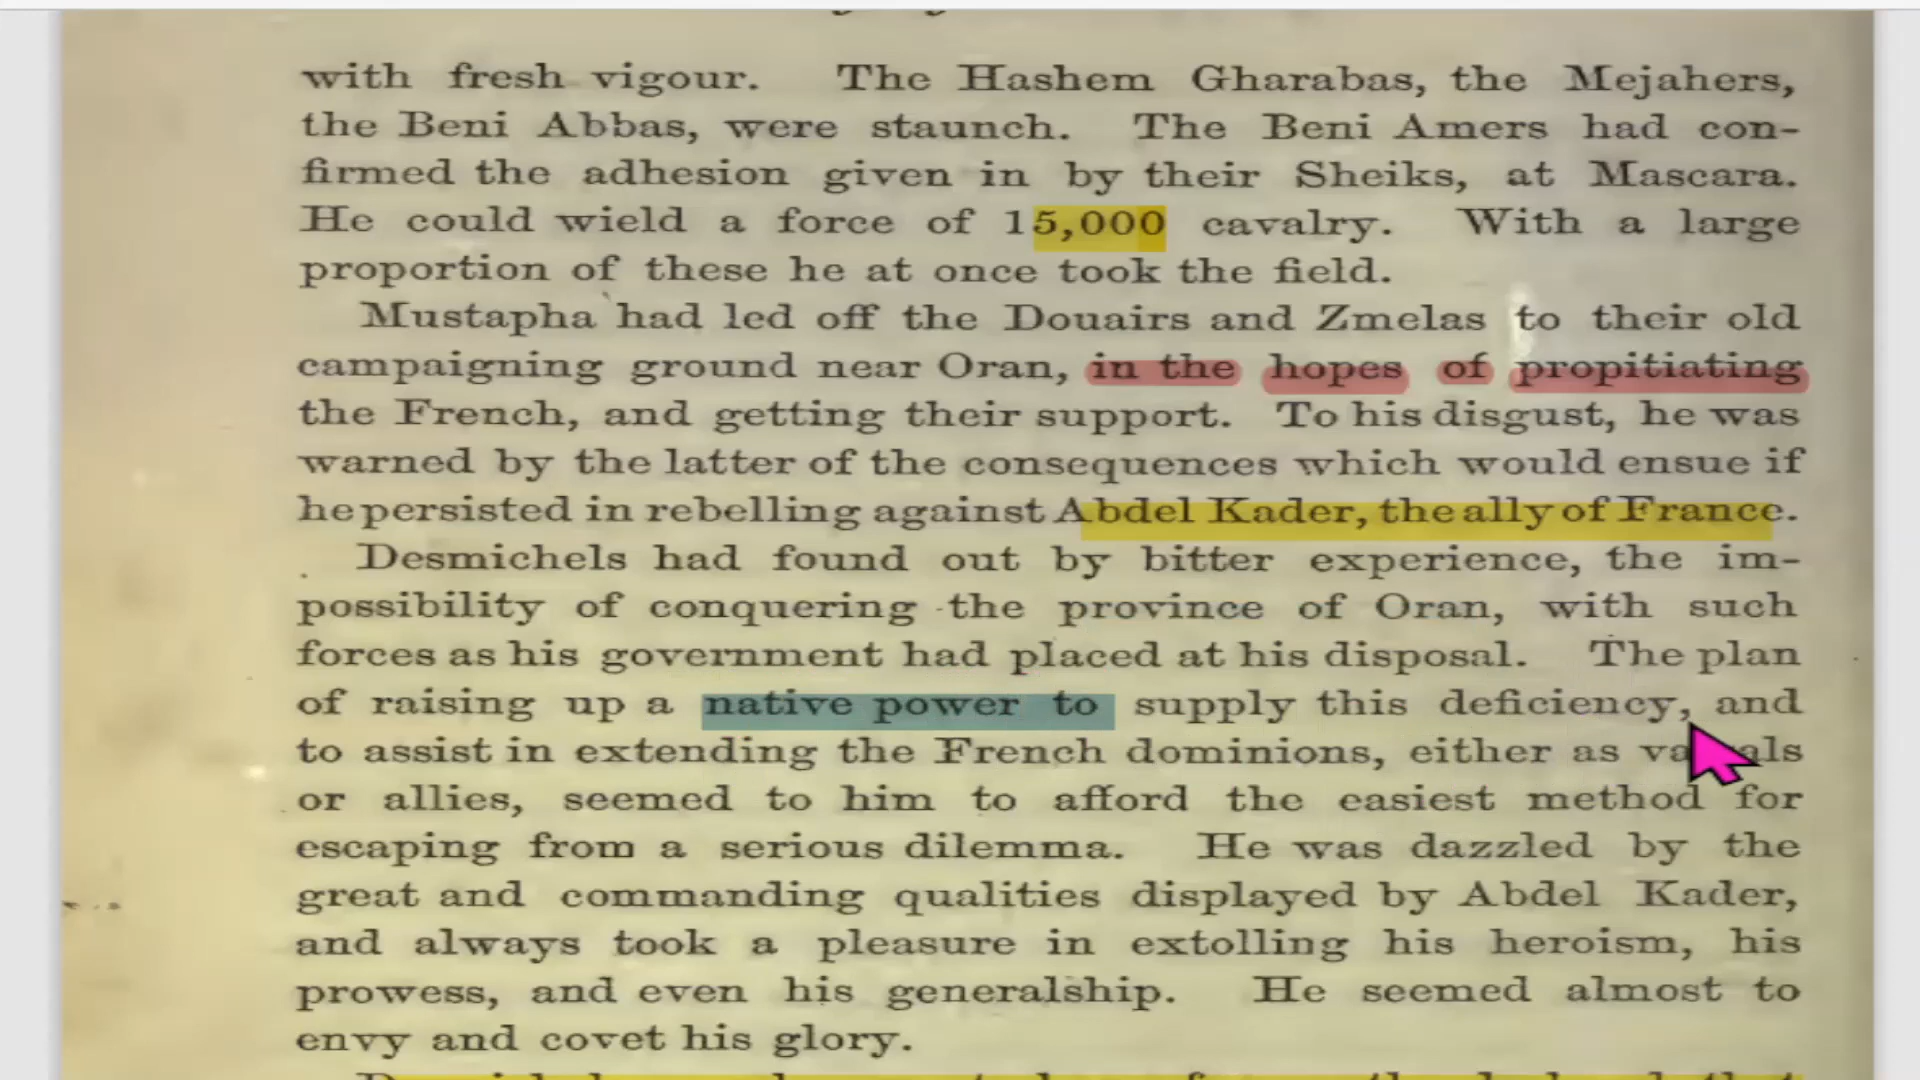 with fresh vigour. The Hashem Gharabas, the Mejahers,
the Beni Abbas, were staunch. The Beni Amers had con-
firmed the adhesion given in by their Sheiks, at Mascara.
He could wield a force of 15,000 cavalry. With a large
proportion of these he at once took the field.
Mustapha had led off the Douairs and Zmelas to their old
campaigning ground near Oran, in the hopes of propitiating
the French, and getting their support. To his disgust, he was
warned by the latter of the consequences which would ensue if
he persisted in rebelling against Abdel Kader, the ally of France.
Desmichels had found out by bitter experience, the im-
possibility of conquering the province of Oran, with such
forces as his government had placed at his disposal. The plan
of raising up a native power to supply this deficiency, and
to assist in extending the French dominions, either as
or allies, seemed to him to afford the easiest method for
escaping from a serious dilemma. He was dazzled by the
great and commanding qualities displayed by Abdel Kader,
and always took a pleasure in extolling his heroism, his
prowess, and even his generalship. He seemed almost to
envy and covet his glory.